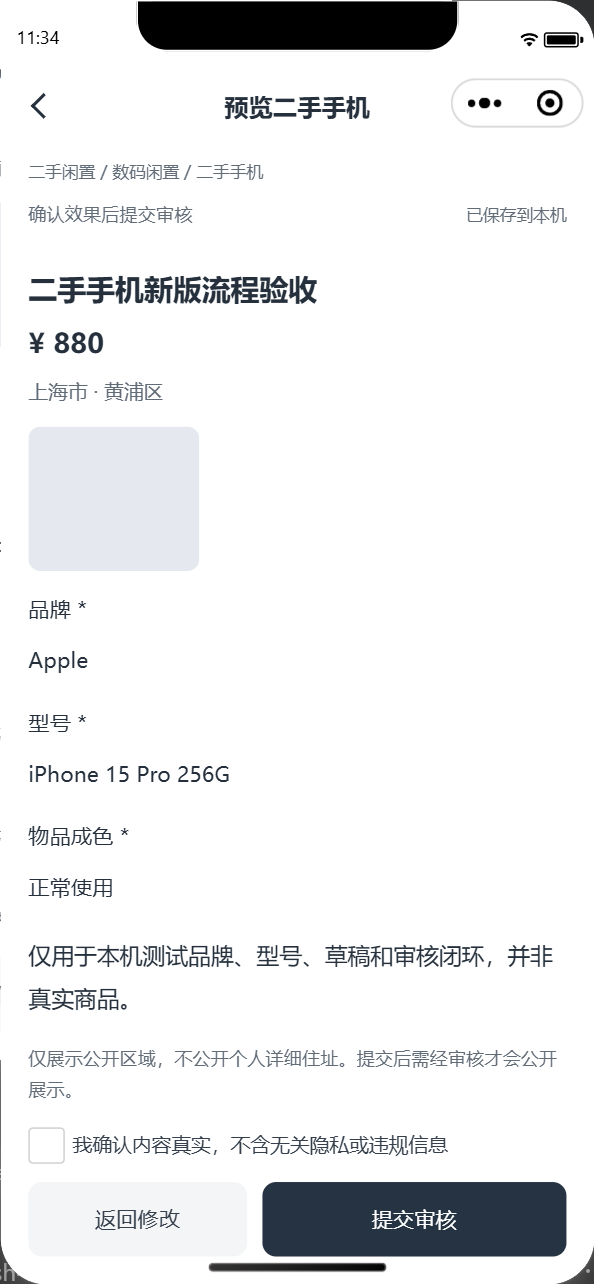 11:34
预览二手手机
二手闲置 / 数码闲置 / 二手手机
确认效果后提交审核
已保存到本机
二手手机新版流程验收
¥ 880
上海市 · 黄浦区
品牌 *
Apple
型号 *
iPhone 15 Pro 256G
物品成色 *
正常使用
仅用于本机测试品牌、型号、草稿和审核闭环，并非
真实商品。
仅展示公开区域，不公开个人详细住址。提交后需经审核才会公开
展示。
我确认内容真实，不含无关隐私或违规信息
返回修改
提交审核